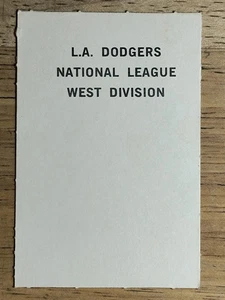 L.A. DODGERS
NATIONAL LEAGUE
WEST DIVISION